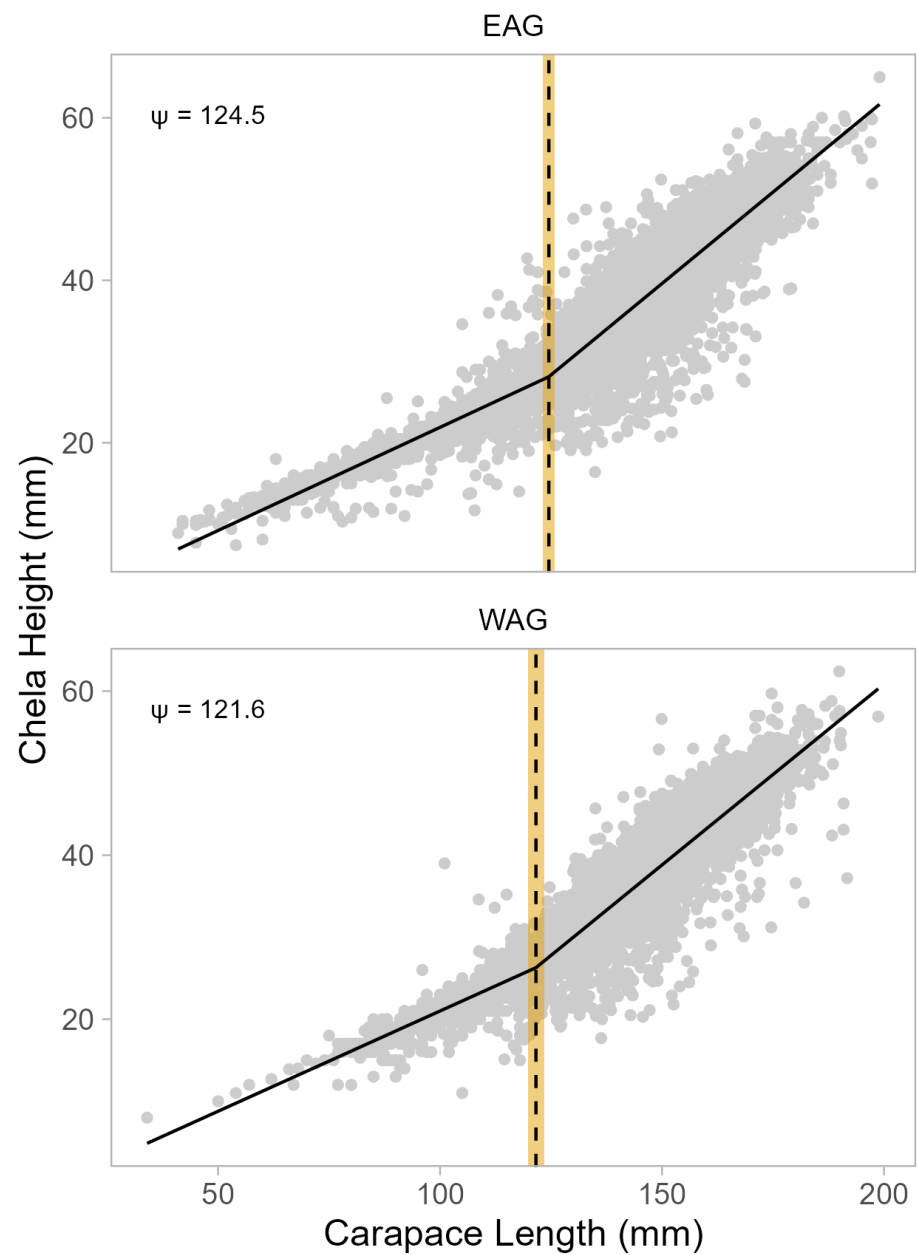 EAG
ψ = 124.5
60
40
20
Chela Height (mm)
WAG
ψ = 121.6
60
40
20
50 100 150 200
Carapace Length (mm)